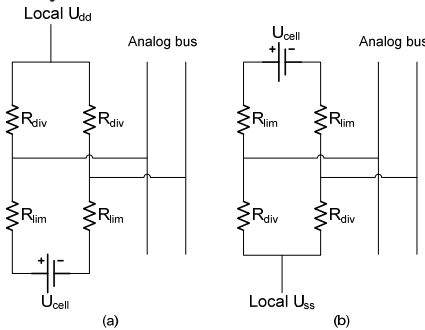 Local Udd
Analog bus
Rdiv
Rdiv
Rlim
Rlim
+ -
Ucell
(a)
Ucell
+ -
Analog bus
Rlim
Rlim
Rdiv
Rdiv
Local Uss
(b)